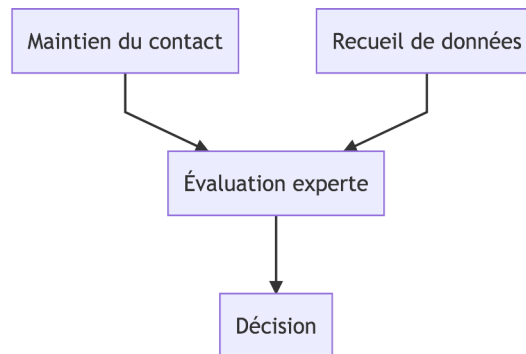 Maintien du contact
Recueil de données
Évaluation experte
Décision